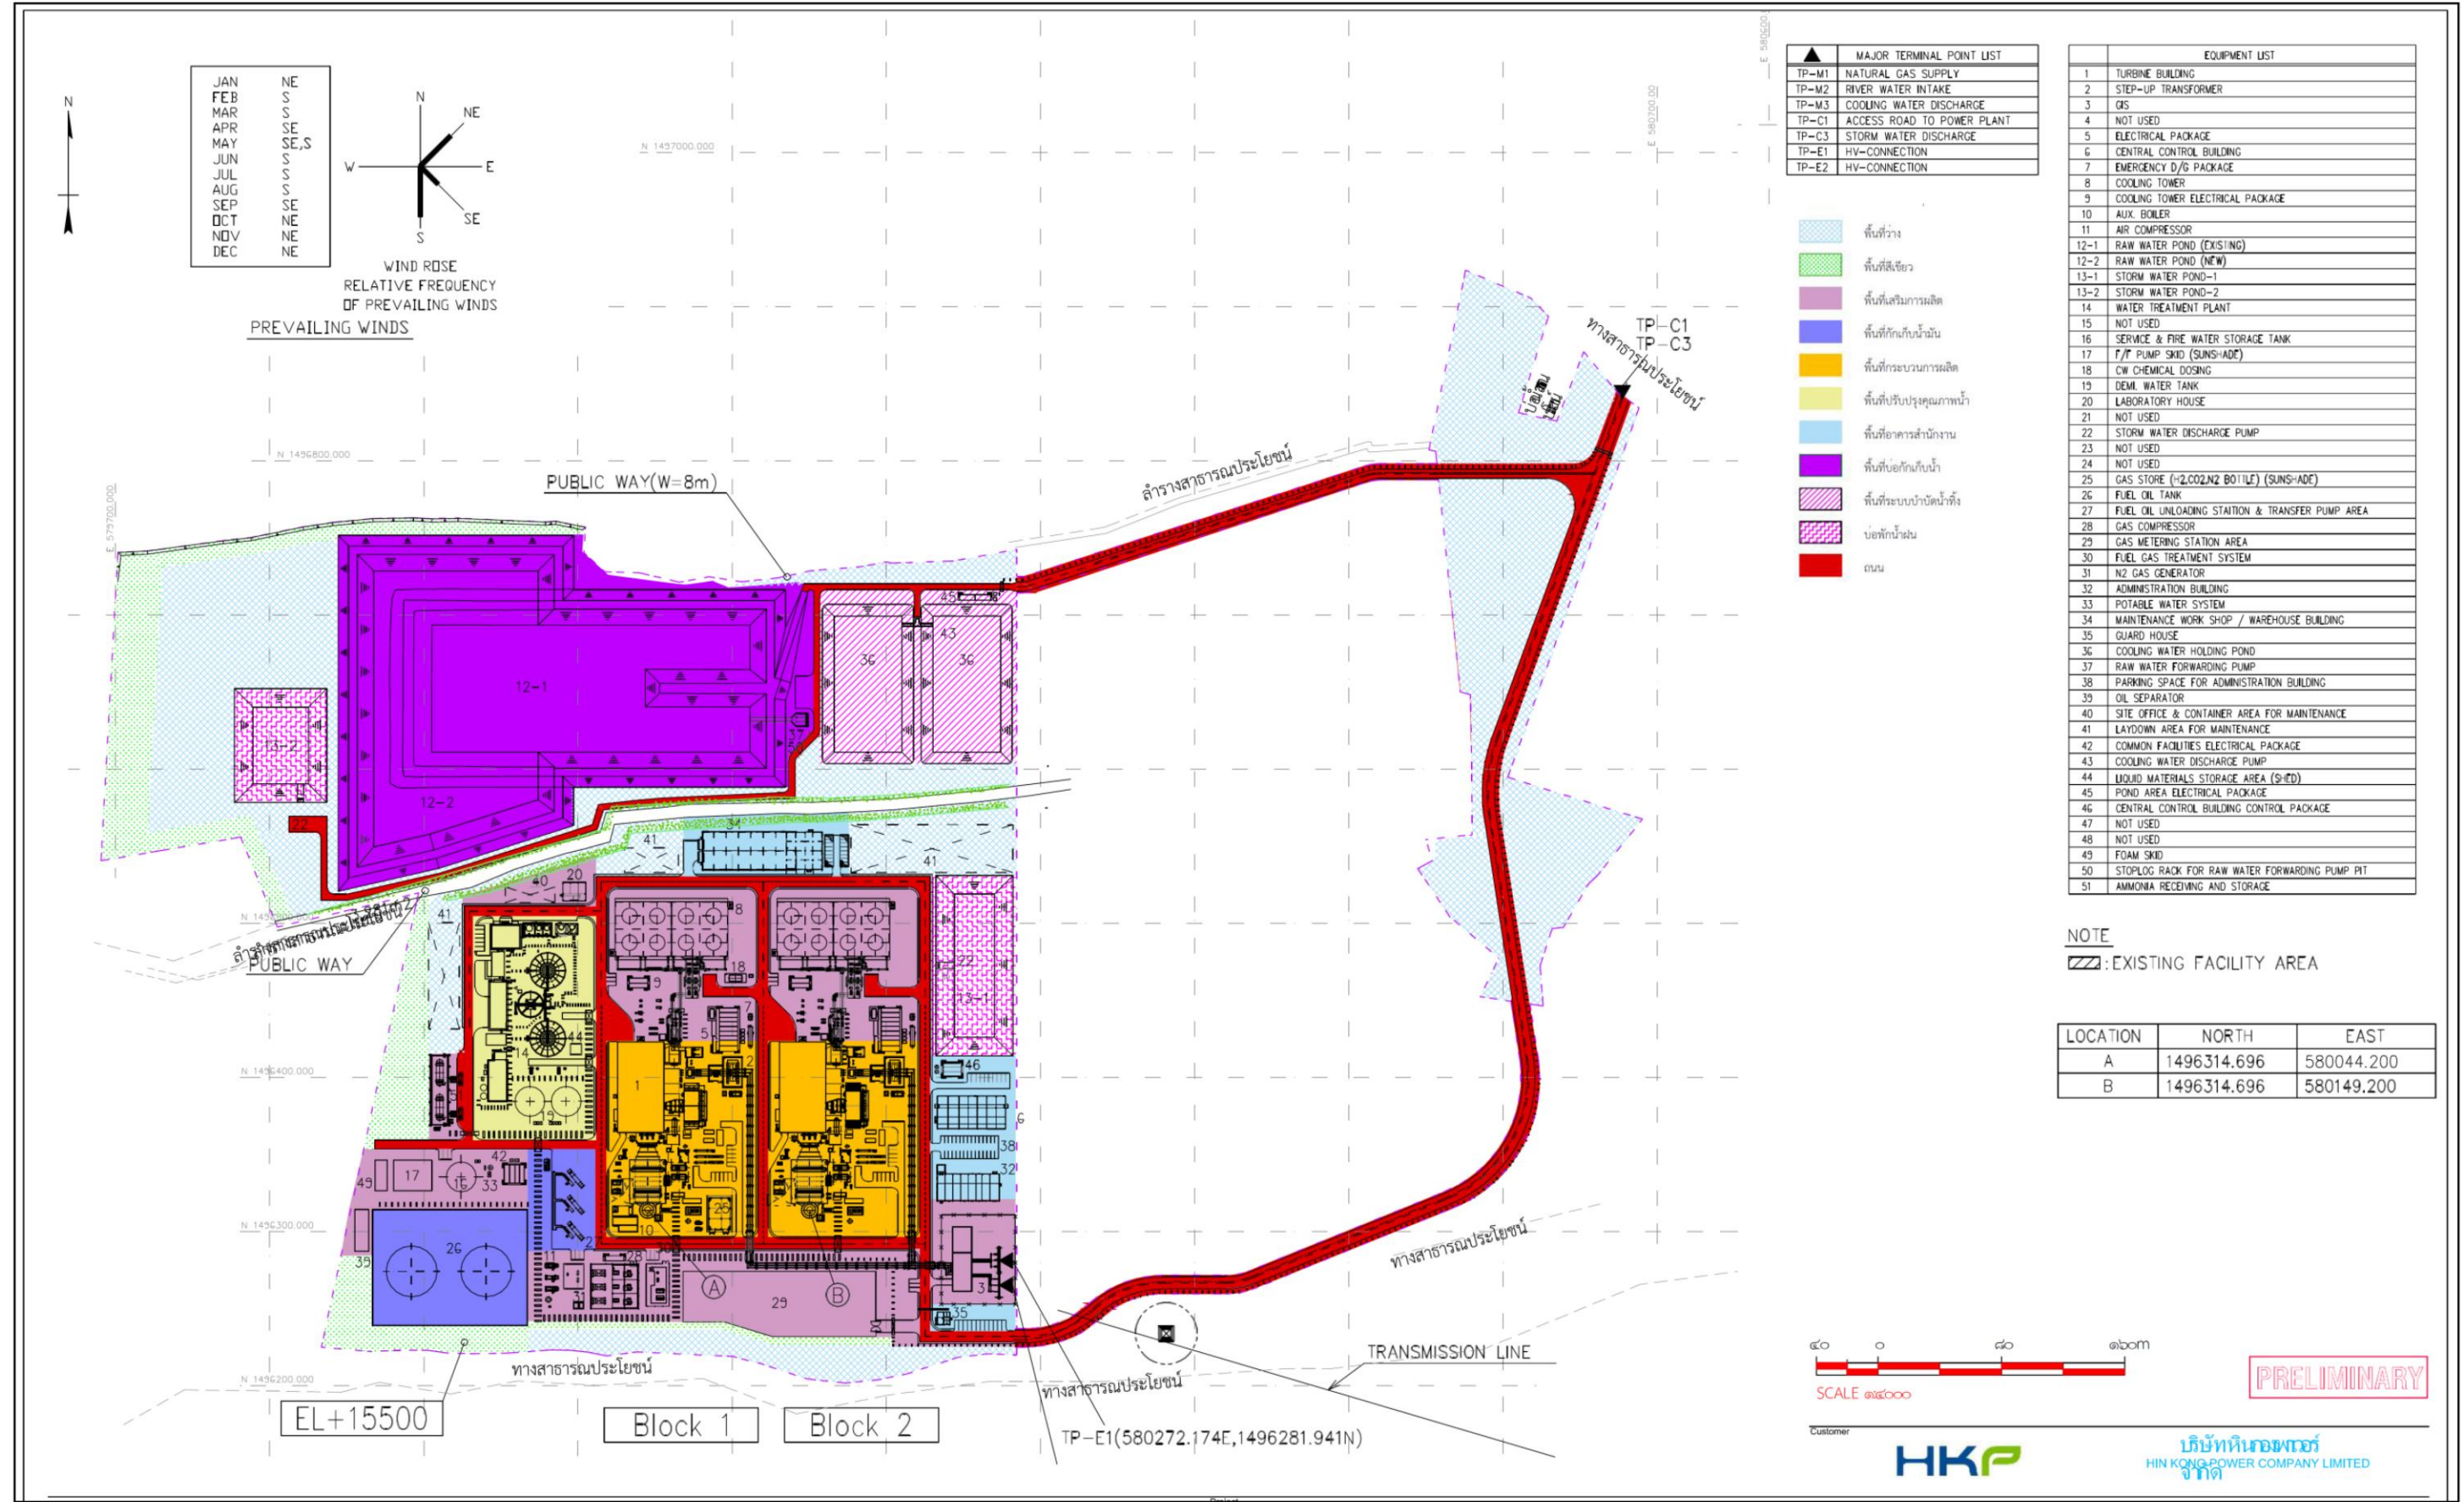 N
JAN NE
FEB S
MAR S
APR SE
MAY SE,S
JUN S
JUL S
AUG S
SEP SE
OCT NE
NOV NE
DEC NE
PREVAILING WINDS
N
NE
W
E
SE
S
WIND ROSE
RELATIVE FREQUENCY
OF PREVAILING WINDS
N 1497000.000
E 580700.00
N 1496800.000
E 579700.000
▲ MAJOR TERMINAL POINT LIST
TP-M1 NATURAL GAS SUPPLY
TP-M2 RIVER WATER INTAKE
TP-M3 COOLING WATER DISCHARGE
TP-C1 ACCESS ROAD TO POWER PLANT
TP-C3 STORM WATER DISCHARGE
TP-E1 HV-CONNECTION
TP-E2 HV-CONNECTION
พื้นที่ว่าง
พื้นที่สีเขียว
พื้นที่เสริมการผลิต
พื้นที่กักเก็บน้ำมัน
พื้นที่กระบวนการผลิต
พื้นที่ปรับปรุงคุณภาพน้ำ
พื้นที่อาคารสำนักงาน
พื้นที่บ่อกักเก็บน้ำ
พื้นที่ระบบบำบัดน้ำทิ้ง
บ่อพักน้ำฝน
ถนน
EQUIPMENT LIST
1 TURBINE BUILDING
2 STEP-UP TRANSFORMER
3 GIS
4 NOT USED
5 ELECTRICAL PACKAGE
6 CENTRAL CONTROL BUILDING
7 EMERGENCY D/G PACKAGE
8 COOLING TOWER
9 COOLING TOWER ELECTRICAL PACKAGE
10 AUX. BOILER
11 AIR COMPRESSOR
12-1 RAW WATER POND (EXISTING)
12-2 RAW WATER POND (NEW)
13-1 STORM WATER POND-1
13-2 STORM WATER POND-2
14 WATER TREATMENT PLANT
15 NOT USED
16 SERVICE & FIRE WATER STORAGE TANK
17 F/F PUMP SKID (SUNSHADE)
18 CW CHEMICAL DOSING
19 DEMI. WATER TANK
20 LABORATORY HOUSE
21 NOT USED
22 STORM WATER DISCHARGE PUMP
23 NOT USED
24 NOT USED
25 GAS STORE (H2,CO2,N2 BOTTLE) (SUNSHADE)
26 FUEL OIL TANK
27 FUEL OIL UNLOADING STAITION & TRANSFER PUMP AREA
28 GAS COMPRESSOR
29 GAS METERING STATION AREA
30 FUEL GAS TREATMENT SYSTEM
31 N2 GAS GENERATOR
32 ADMINISTRATION BUILDING
33 POTABLE WATER SYSTEM
34 MAINTENANCE WORK SHOP / WAREHOUSE BUILDING
35 GUARD HOUSE
36 COOLING WATER HOLDING POND
37 RAW WATER FORWARDING PUMP
38 PARKING SPACE FOR ADMINISTRATION BUILDING
39 OIL SEPARATOR
40 SITE OFFICE & CONTAINER AREA FOR MAINTENANCE
41 LAYDOWN AREA FOR MAINTENANCE
42 COMMON FACILITIES ELECTRICAL PACKAGE
43 COOLING WATER DISCHARGE PUMP
44 LIQUID MATERIALS STORAGE AREA (SHED)
45 POND AREA ELECTRICAL PACKAGE
46 CENTRAL CONTROL BUILDING CONTROL PACKAGE
47 NOT USED
48 NOT USED
49 FOAM SKID
50 STOPLOG RACK FOR RAW WATER FORWARDING PUMP PIT
51 AMMONIA RECEIVING AND STORAGE
NOTE
: EXISTING FACILITY AREA
LOCATION NORTH EAST
A 1496314.696 580044.200
B 1496314.696 580149.200
TP-C1
TP-C3
ทางสาธารณประโยชน์
ลำรางสาธารณประโยชน์
PUBLIC WAY(W=8m)
45
43
36
36
12-1
37
13-2
12-2
22
34
41
41
40
20
41
PUBLIC WAY
8
18
9
22
13-1
7
5
14
44
2
1
46
N 1496400.000
19
6
38
32
42
17
49
16
33
25
10
N 1496300.000
39
26
27
28
11
31
A
29
B
3
35
ทางสาธารณประโยชน์
TRANSMISSION LINE
ทางสาธารณประโยชน์
ทางสาธารณประโยชน์
N 1496200.000
EL+15500
Block 1
Block 2
TP-E1(580272.174E,1496281.941N)
๔๐ ๐ ๘๐ ๑๖๐m
SCALE ๑:๔๐๐๐
PRELIMINARY
Customer
HKP
HIN KONG POWER COMPANY LIMITED